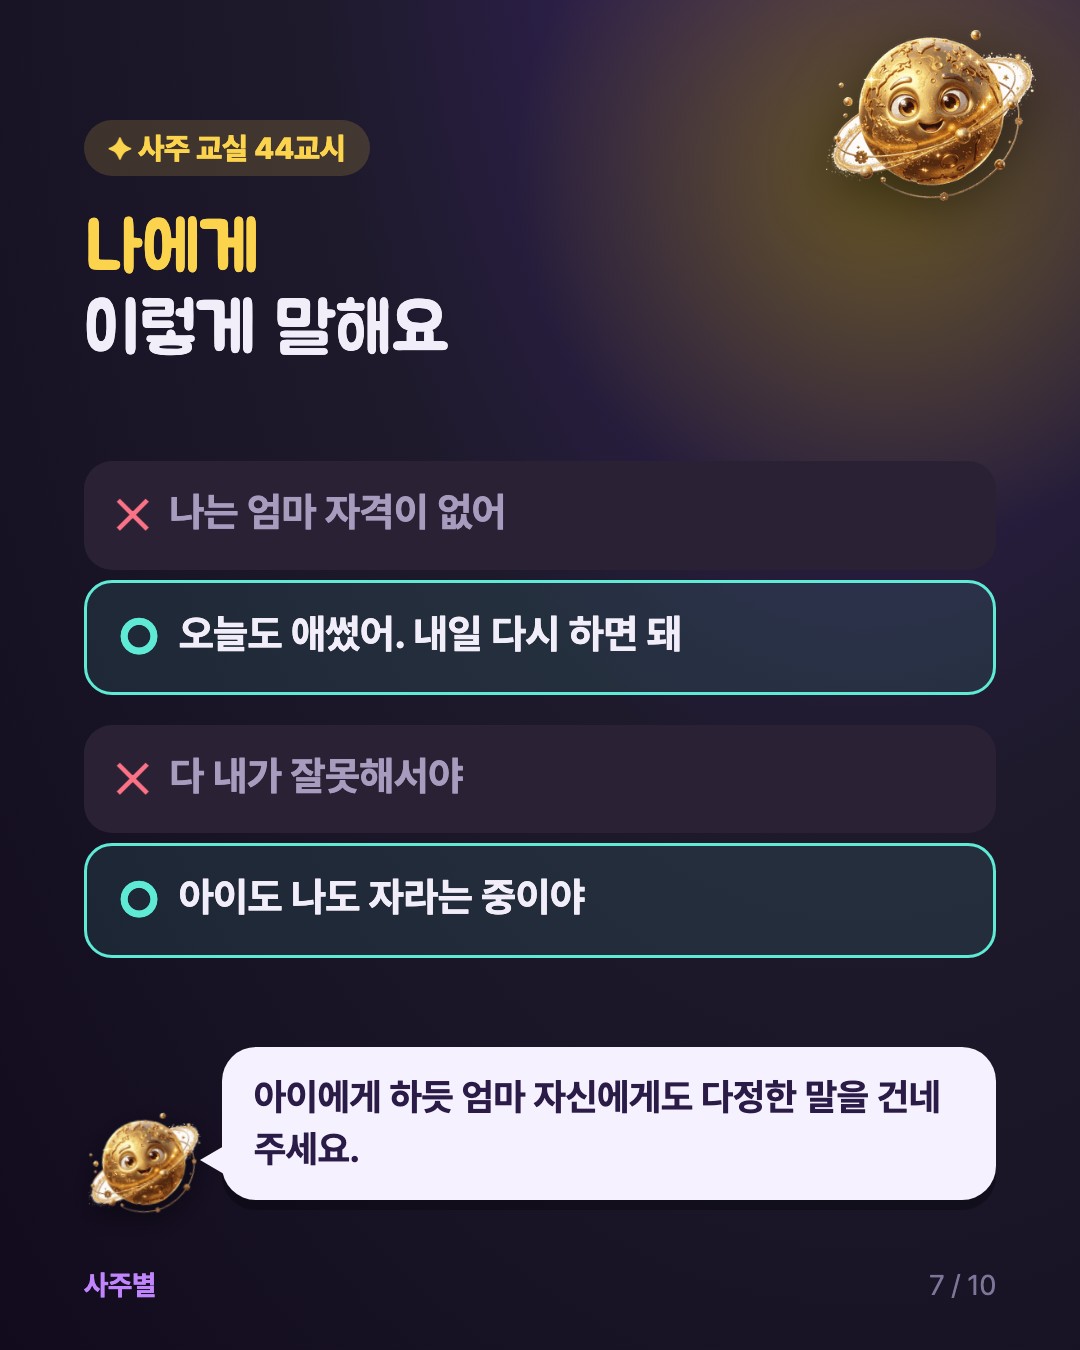 사주 교실 44교시
나에게
이렇게 말해요
나는 엄마 자격이 없어
오늘도 애썼어. 내일 다시 하면 돼
다 내가 잘못해서야
아이도 나도 자라는 중이야
아이에게 하듯 엄마 자신에게도 다정한 말을 건네
주세요.
사주별
7 / 10